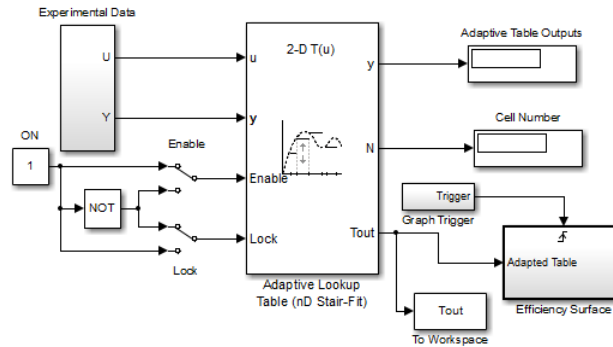 Experimental Data
U
Y
ON
1
NOT
Enable
Lock
2-D T(u)
u
y
Enable
Lock
y
N
Tout
Adaptive Lookup
Table (nD Stair-Fit)
Adaptive Table Outputs
Cell Number
Trigger
Graph Trigger
Adapted Table
Efficiency Surface
Tout
To Workspace